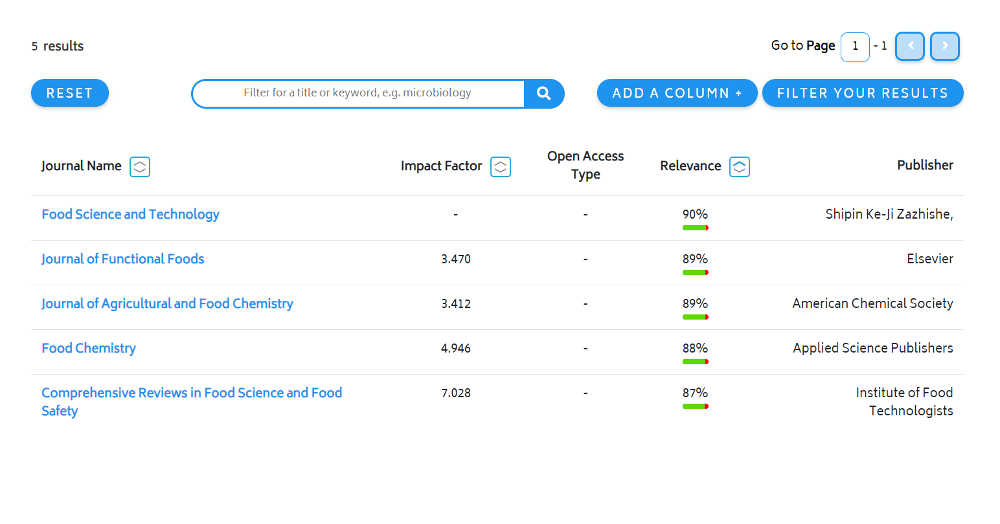 5 results
Go to Page 1 - 1
RESET
Filter for a title or keyword, e.g. microbiology
ADD A COLUMN +
FILTER YOUR RESULTS
Journal Name
Impact Factor
Open Access
Type
Relevance
Publisher
Food Science and Technology - - 90% Shipin Ke-Ji Zazhishe,
Journal of Functional Foods 3.470 - 89% Elsevier
Journal of Agricultural and Food Chemistry 3.412 - 89% American Chemical Society
Food Chemistry 4.946 - 88% Applied Science Publishers
Comprehensive Reviews in Food Science and Food 7.028 - 87% Institute of Food
Safety Technologists